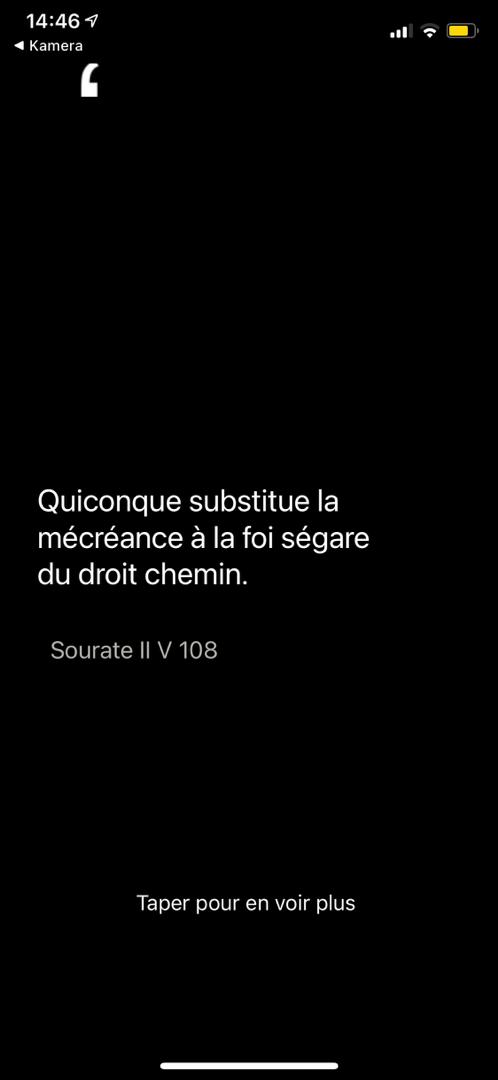 14:46
◀ Kamera
‘
Quiconque substitue la
mécréance à la foi ségare
du droit chemin.
Sourate II V 108
Taper pour en voir plus